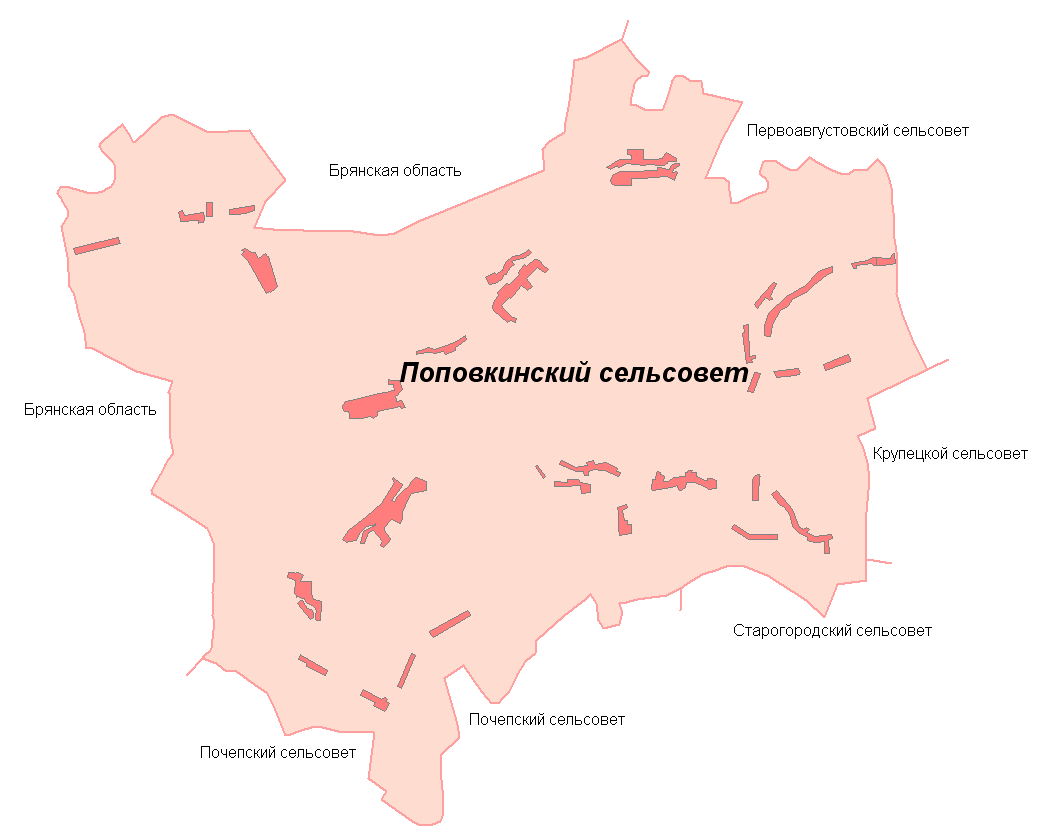 Первоавгустовский сельсовет
Брянская область
Поповкинский сельсовет
Брянская область
Крупецкой сельсовет
Старогородский сельсовет
Почепский сельсовет
Почепский сельсовет